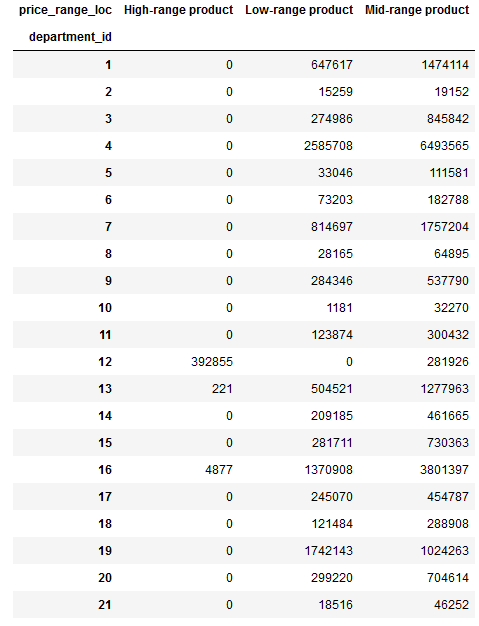 price_range_loc High-range product Low-range product Mid-range product
department_id
1 0 647617 1474114
2 0 15259 19152
3 0 274986 845842
4 0 2585708 6493565
5 0 33046 111581
6 0 73203 182788
7 0 814697 1757204
8 0 28165 64895
9 0 284346 537790
10 0 1181 32270
11 0 123874 300432
12 392855 0 281926
13 221 504521 1277963
14 0 209185 461665
15 0 281711 730363
16 4877 1370908 3801397
17 0 245070 454787
18 0 121484 288908
19 0 1742143 1024263
20 0 299220 704614
21 0 18516 46252